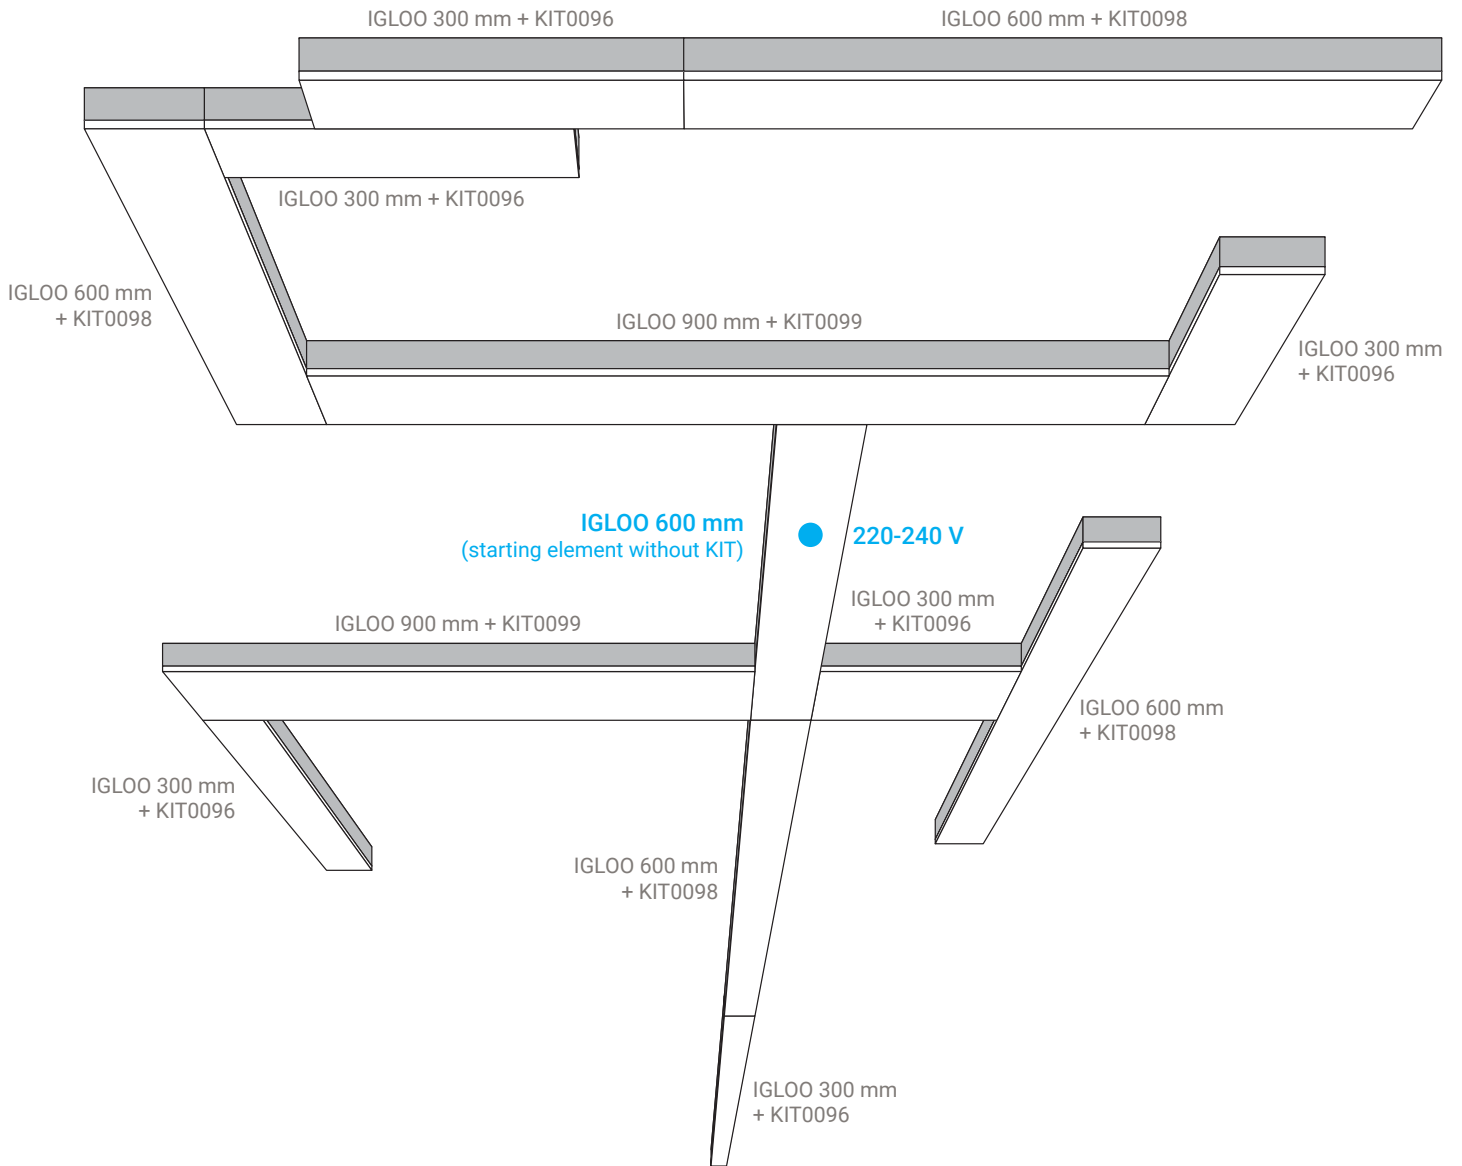 IGLOO 300 mm + KIT0096
IGLOO 600 mm + KIT0098
IGLOO 300 mm + KIT0096
IGLOO 600 mm
+ KIT0098
IGLOO 900 mm + KIT0099
IGLOO 300 mm
+ KIT0096
IGLOO 600 mm
(starting element without KIT)
220-240 V
IGLOO 300 mm
+ KIT0096
IGLOO 900 mm + KIT0099
IGLOO 600 mm
+ KIT0098
IGLOO 300 mm
+ KIT0096
IGLOO 600 mm
+ KIT0098
IGLOO 300 mm
+ KIT0096